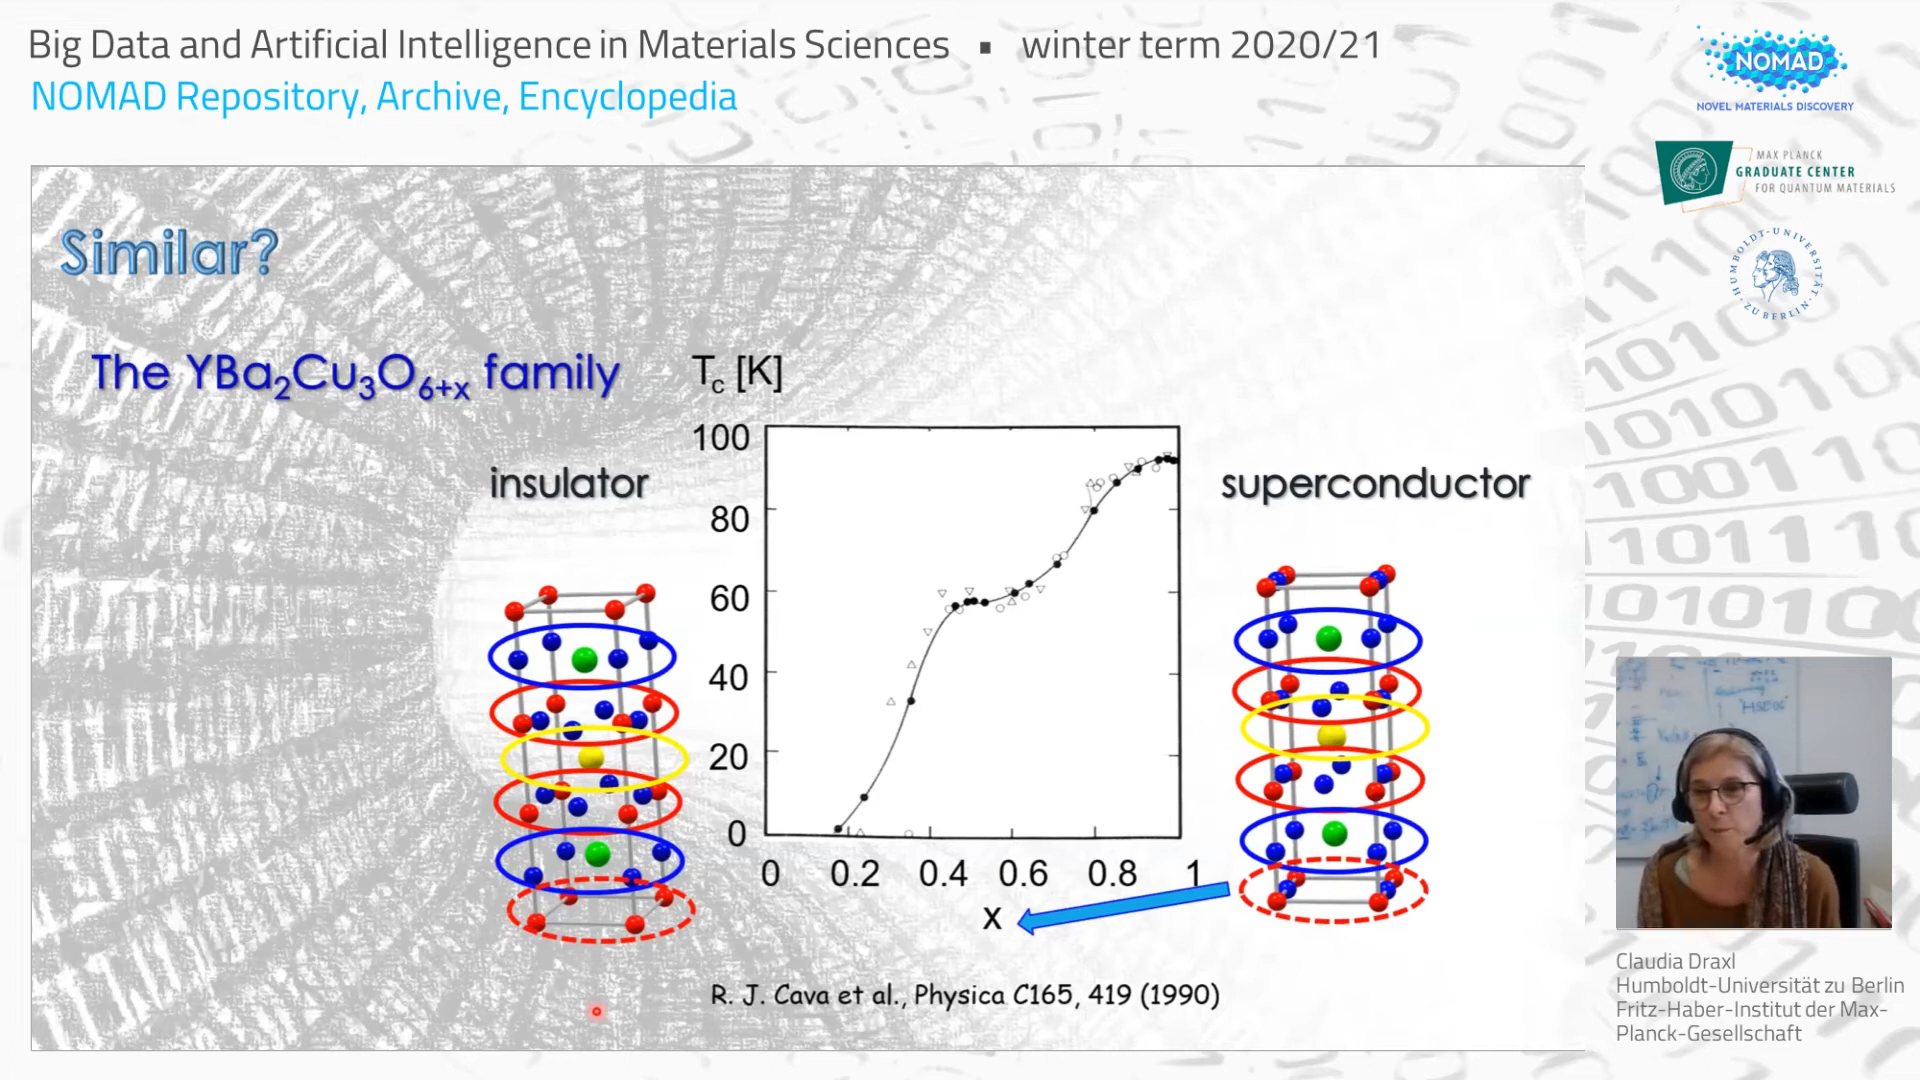 Big Data and Artificial Intelligence in Materials Sciences ▪ winter term 2020/21
NOMAD Repository, Archive, Encyclopedia
NOMAD
NOVEL MATERIALS DISCOVERY
MAX PLANCK
GRADUATE CENTER
FOR QUANTUM MATERIALS
HUMBOLDT-UNIVERSITÄT ZU BERLIN
Similar?
The YBa₂Cu₃O₆₊ₓ family
T_c [K]
insulator
superconductor
100
80
60
40
20
0
0 0.2 0.4 0.6 0.8 1
x
R. J. Cava et al., Physica C165, 419 (1990)
Claudia Draxl
Humboldt-Universität zu Berlin
Fritz-Haber-Institut der Max-
Planck-Gesellschaft